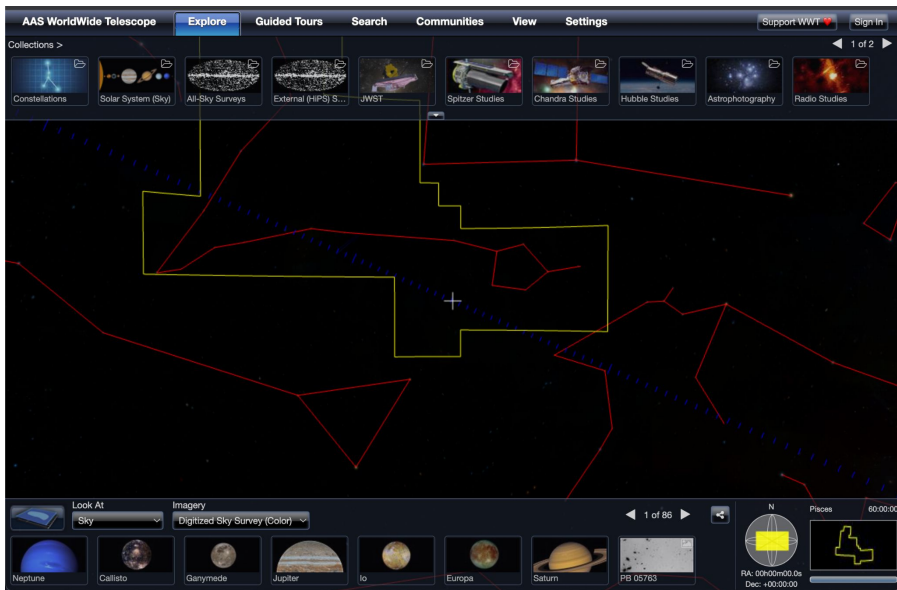 AAS WorldWide Telescope Explore Guided Tours Search Communities View Settings Support WWT Sign In
Collections > 1 of 2
Constellations Solar System (Sky) All-Sky Surveys External (HiPS) S... JWST Spitzer Studies Chandra Studies Hubble Studies Astrophotography Radio Studies
Look At Imagery
Sky Digitized Sky Survey (Color) 1 of 86
N Pisces 60:00:00
Neptune Callisto Ganymede Jupiter Io Europa Saturn PB 05763
RA: 00h00m00.0s
Dec: +00:00:00